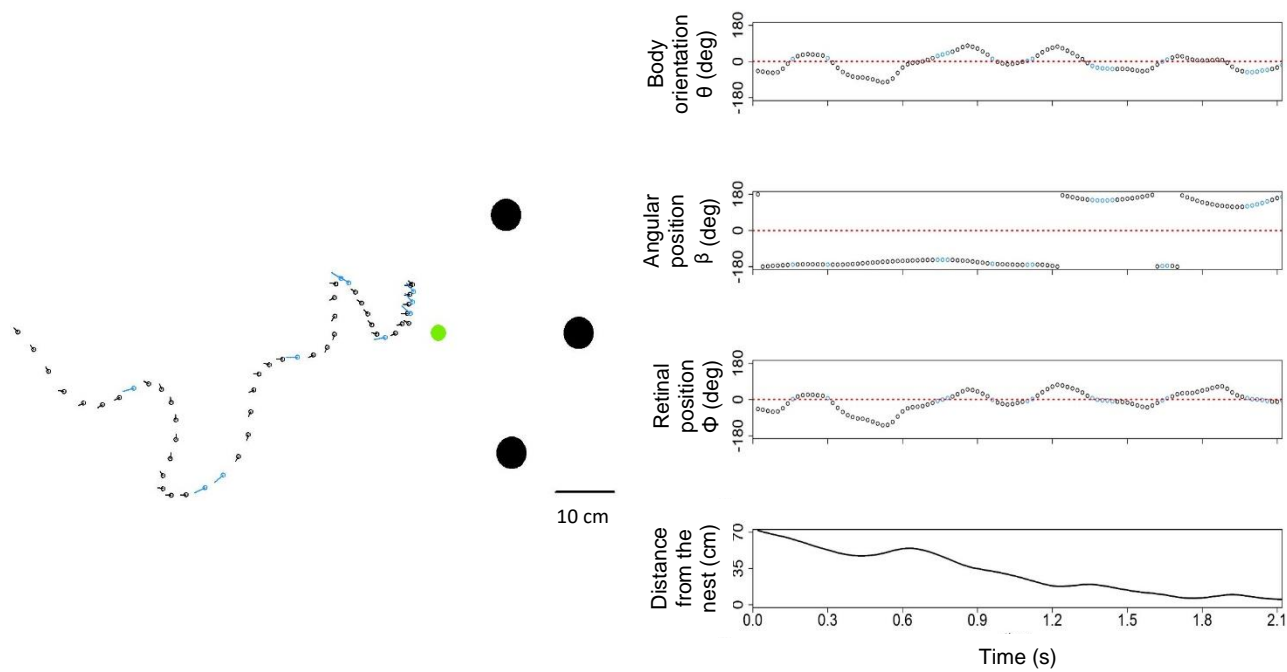 10 cm
Body
orientation
θ (deg)
180
0
-180
Angular
position
β (deg)
180
0
-180
Retinal
position
Φ (deg)
180
0
-180
Distance
from the
nest (cm)
70
35
0
0.0 0.3 0.6 0.9 1.2 1.5 1.8 2.1
Time (s)